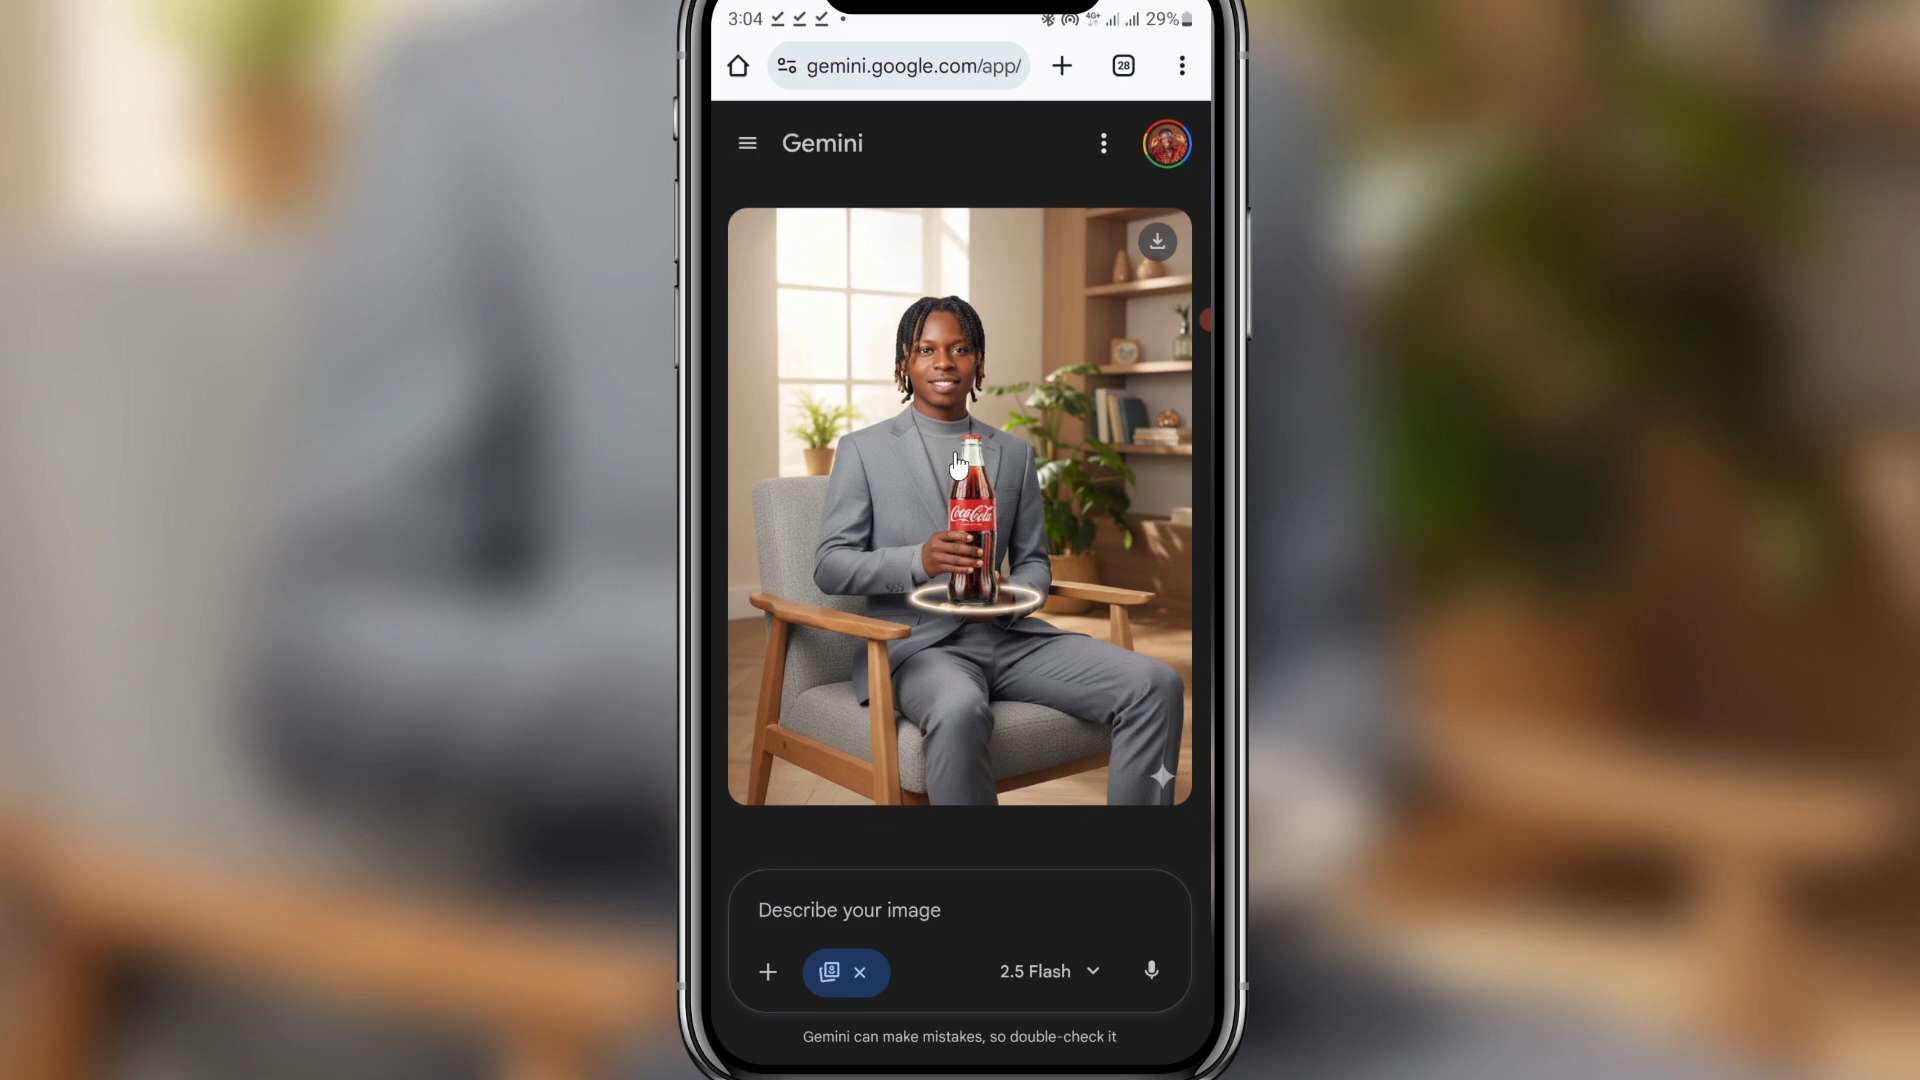 3:04
4G+
29%
gemini.google.com/app/
28
Gemini
Coca-Cola
Describe your image
2.5 Flash
Gemini can make mistakes, so double-check it